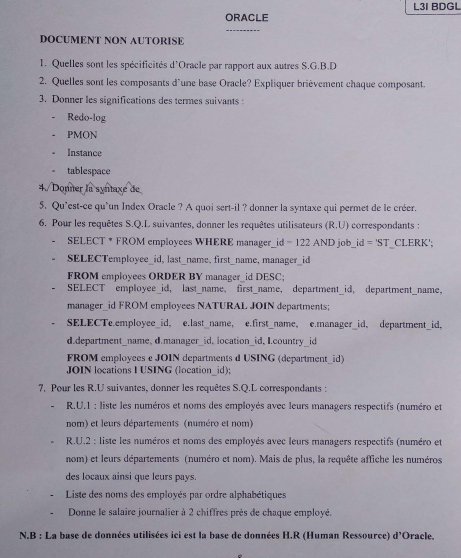 L3I BDGL
ORACLE
----------
DOCUMENT NON AUTORISE
1. Quelles sont les spécificités d'Oracle par rapport aux autres S.G.B.D
2. Quelles sont les composants d'une base Oracle? Expliquer brièvement chaque composant.
3. Donner les significations des termes suivants :
- Redo-log
- PMON
- Instance
- tablespace
4. Donner la syntaxe de
5. Qu'est-ce qu'un Index Oracle ? A quoi sert-il ? donner la syntaxe qui permet de le créer.
6. Pour les requêtes S.Q.L suivantes, donner les requêtes utilisateurs (R.U) correspondants :
- SELECT * FROM employees WHERE manager_id = 122 AND job_id = 'ST_CLERK';
- SELECTemployee_id, last_name, first_name, manager_id
FROM employees ORDER BY manager_id DESC;
- SELECT employee_id, last_name, first_name, department_id, department_name,
manager_id FROM employees NATURAL JOIN departments;
- SELECTe.employee_id, e.last_name, e.first_name, e.manager_id, department_id,
d.department_name, d.manager_id, location_id, l.country_id
FROM employees e JOIN departments d USING (department_id)
JOIN locations l USING (location_id);
7. Pour les R.U suivantes, donner les requêtes S.Q.L correspondants :
- R.U.1 : liste les numéros et noms des employés avec leurs managers respectifs (numéro et
nom) et leurs départements (numéro et nom)
- R.U.2 : liste les numéros et noms des employés avec leurs managers respectifs (numéro et
nom) et leurs départements (numéro et nom). Mais de plus, la requête affiche les numéros
des locaux ainsi que leurs pays.
- Liste des noms des employés par ordre alphabétiques
- Donne le salaire journalier à 2 chiffres près de chaque employé.
N.B : La base de données utilisées ici est la base de données H.R (Human Ressource) d'Oracle.